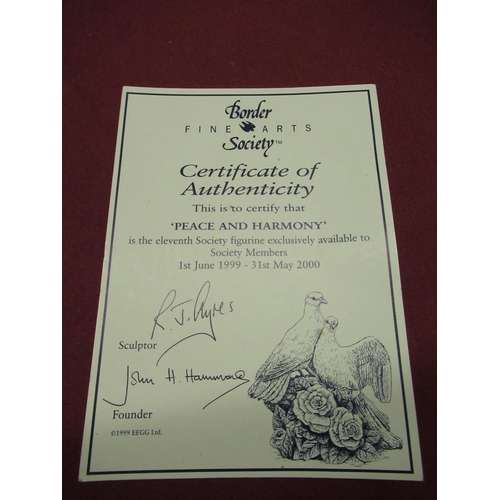 Border
FINE ARTS
Society™
Certificate of
Authenticity
This is to certify that
'PEACE AND HARMONY'
is the eleventh Society figurine exclusively available to
Society Members
1st June 1999 - 31st May 2000
R. J. Ayres
Sculptor
John H. Hammond
Founder
©1999 EEGG Ltd.